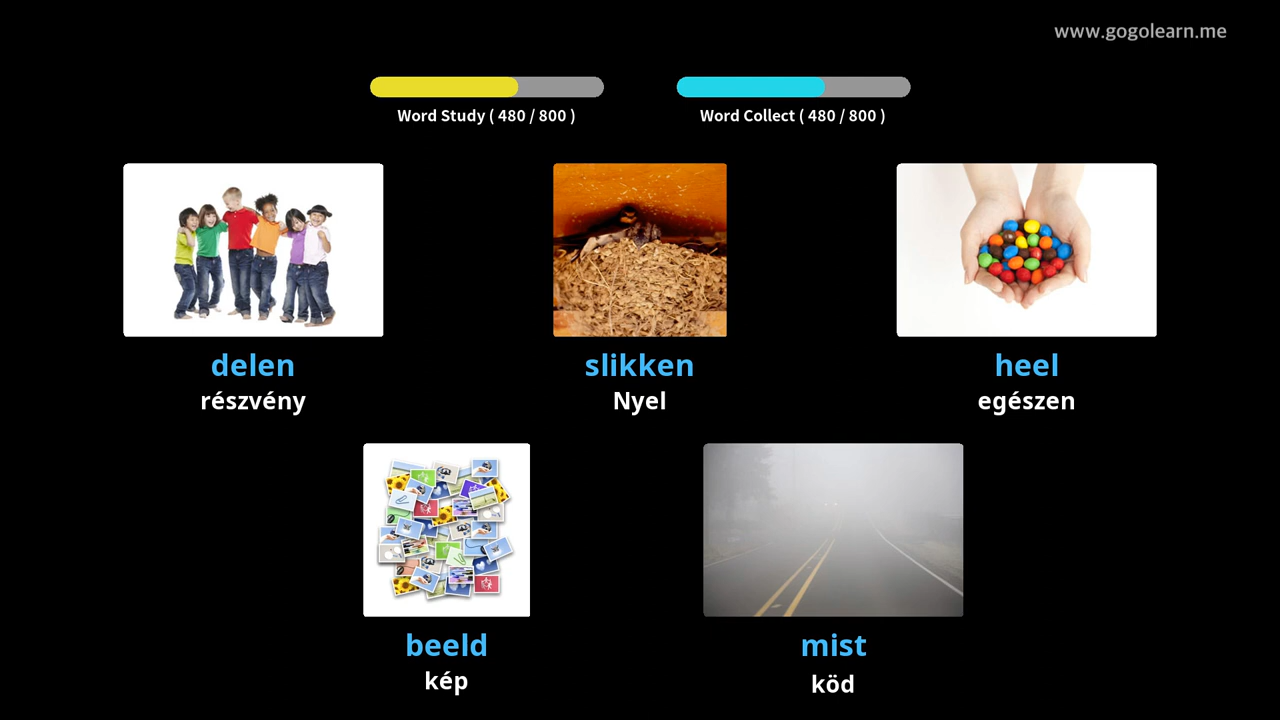 www.gogolearn.me
Word Study ( 480 / 800 )
Word Collect ( 480 / 800 )
delen
részvény
slikken
Nyel
heel
egészen
beeld
kép
mist
köd